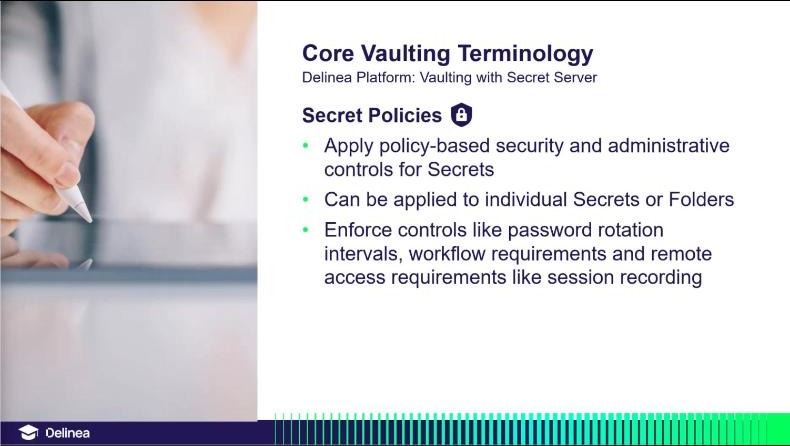 Core Vaulting Terminology
Delinea Platform: Vaulting with Secret Server
Secret Policies
• Apply policy-based security and administrative
controls for Secrets
• Can be applied to individual Secrets or Folders
• Enforce controls like password rotation
intervals, workflow requirements and remote
access requirements like session recording
Delinea